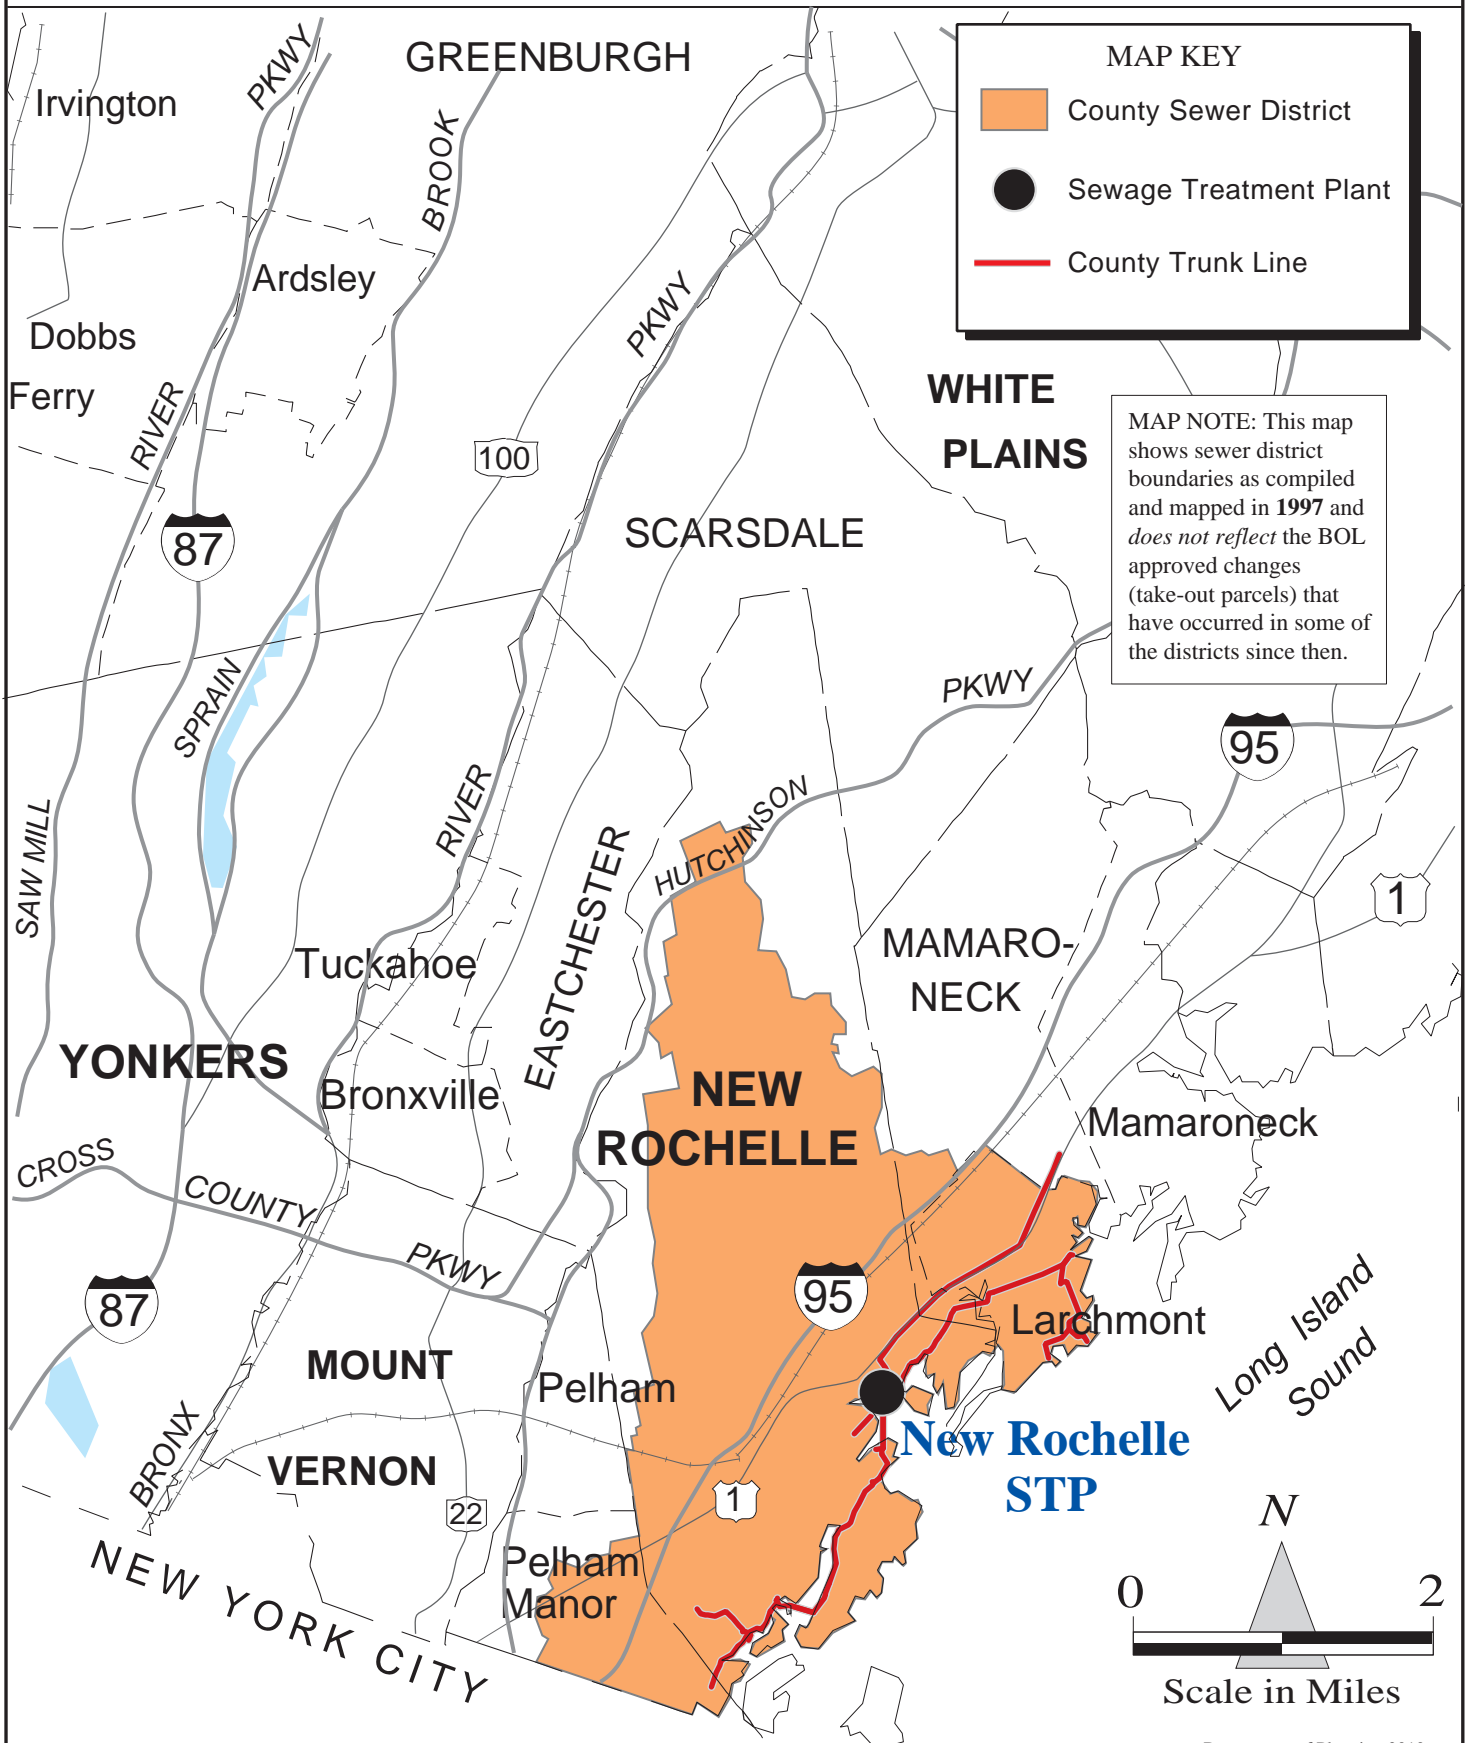 GREENBURGH
PKWY
Irvington
BROOK
Ardsley
Dobbs
Ferry
RIVER
PKWY
100
87
SCARSDALE
WHITE
PLAINS
MAP KEY
County Sewer District
Sewage Treatment Plant
County Trunk Line
MAP NOTE: This map
shows sewer district
boundaries as compiled
and mapped in 1997 and
does not reflect the BOL
approved changes
(take-out parcels) that
have occurred in some of
the districts since then.
SPRAIN
PKWY
95
SAW MILL
RIVER
HUTCHINSON
EASTCHESTER
1
Tuckahoe
MAMARO-
NECK
YONKERS
Bronxville
NEW
ROCHELLE
Mamaroneck
CROSS
COUNTY
PKWY
87
95
Larchmont
Long Island
Sound
MOUNT
VERNON
Pelham
BRONX
New Rochelle
STP
22
1
Pelham
Manor
NEW YORK CITY
N
0 2
Scale in Miles